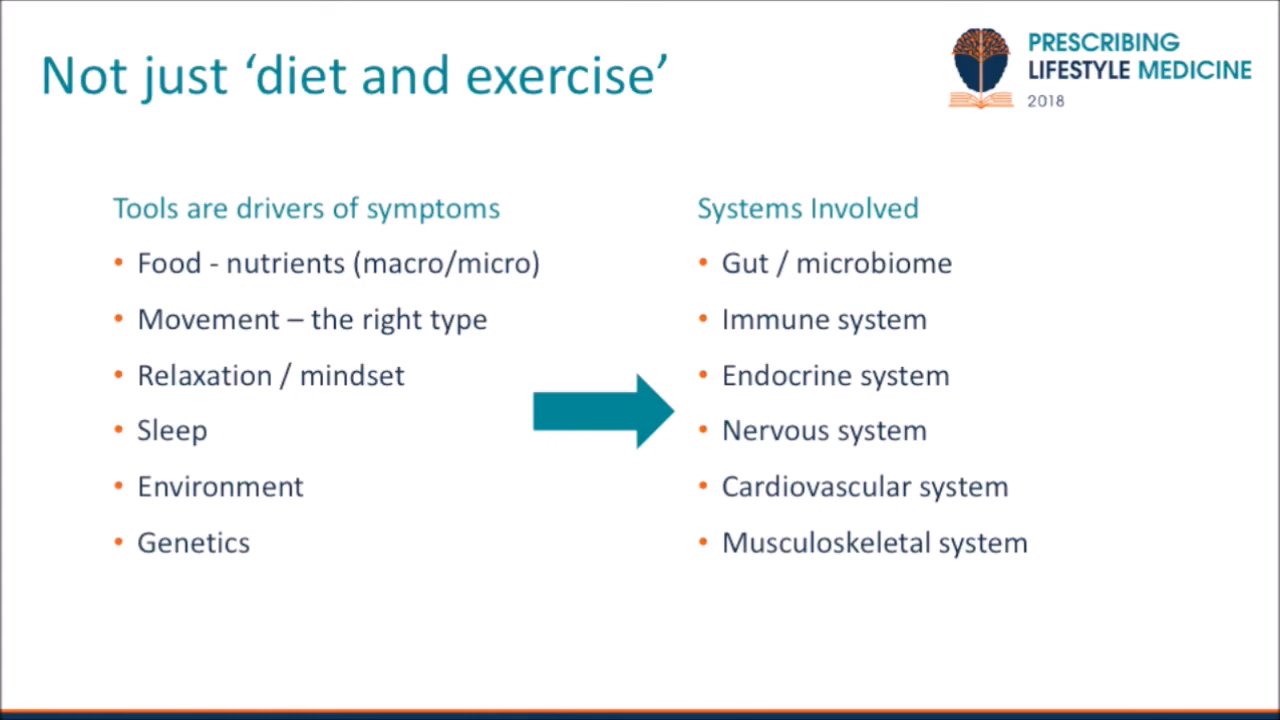 Not just ‘diet and exercise’
PRESCRIBING
LIFESTYLE MEDICINE
2018
Tools are drivers of symptoms
• Food - nutrients (macro/micro)
• Movement – the right type
• Relaxation / mindset
• Sleep
• Environment
• Genetics
Systems Involved
• Gut / microbiome
• Immune system
• Endocrine system
• Nervous system
• Cardiovascular system
• Musculoskeletal system